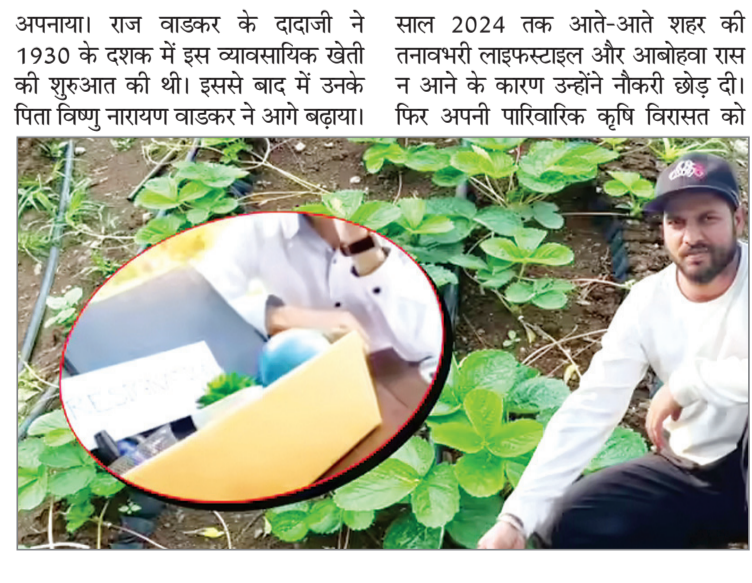 अपनाया। राज वाडकर के दादाजी ने
1930 के दशक में इस व्यावसायिक खेती
की शुरुआत की थी। इससे बाद में उनके
पिता विष्णु नारायण वाडकर ने आगे बढ़ाया।
साल 2024 तक आते-आते शहर की
तनावभरी लाइफस्टाइल और आबोहवा रास
न आने के कारण उन्होंने नौकरी छोड़ दी।
फिर अपनी पारिवारिक कृषि विरासत को